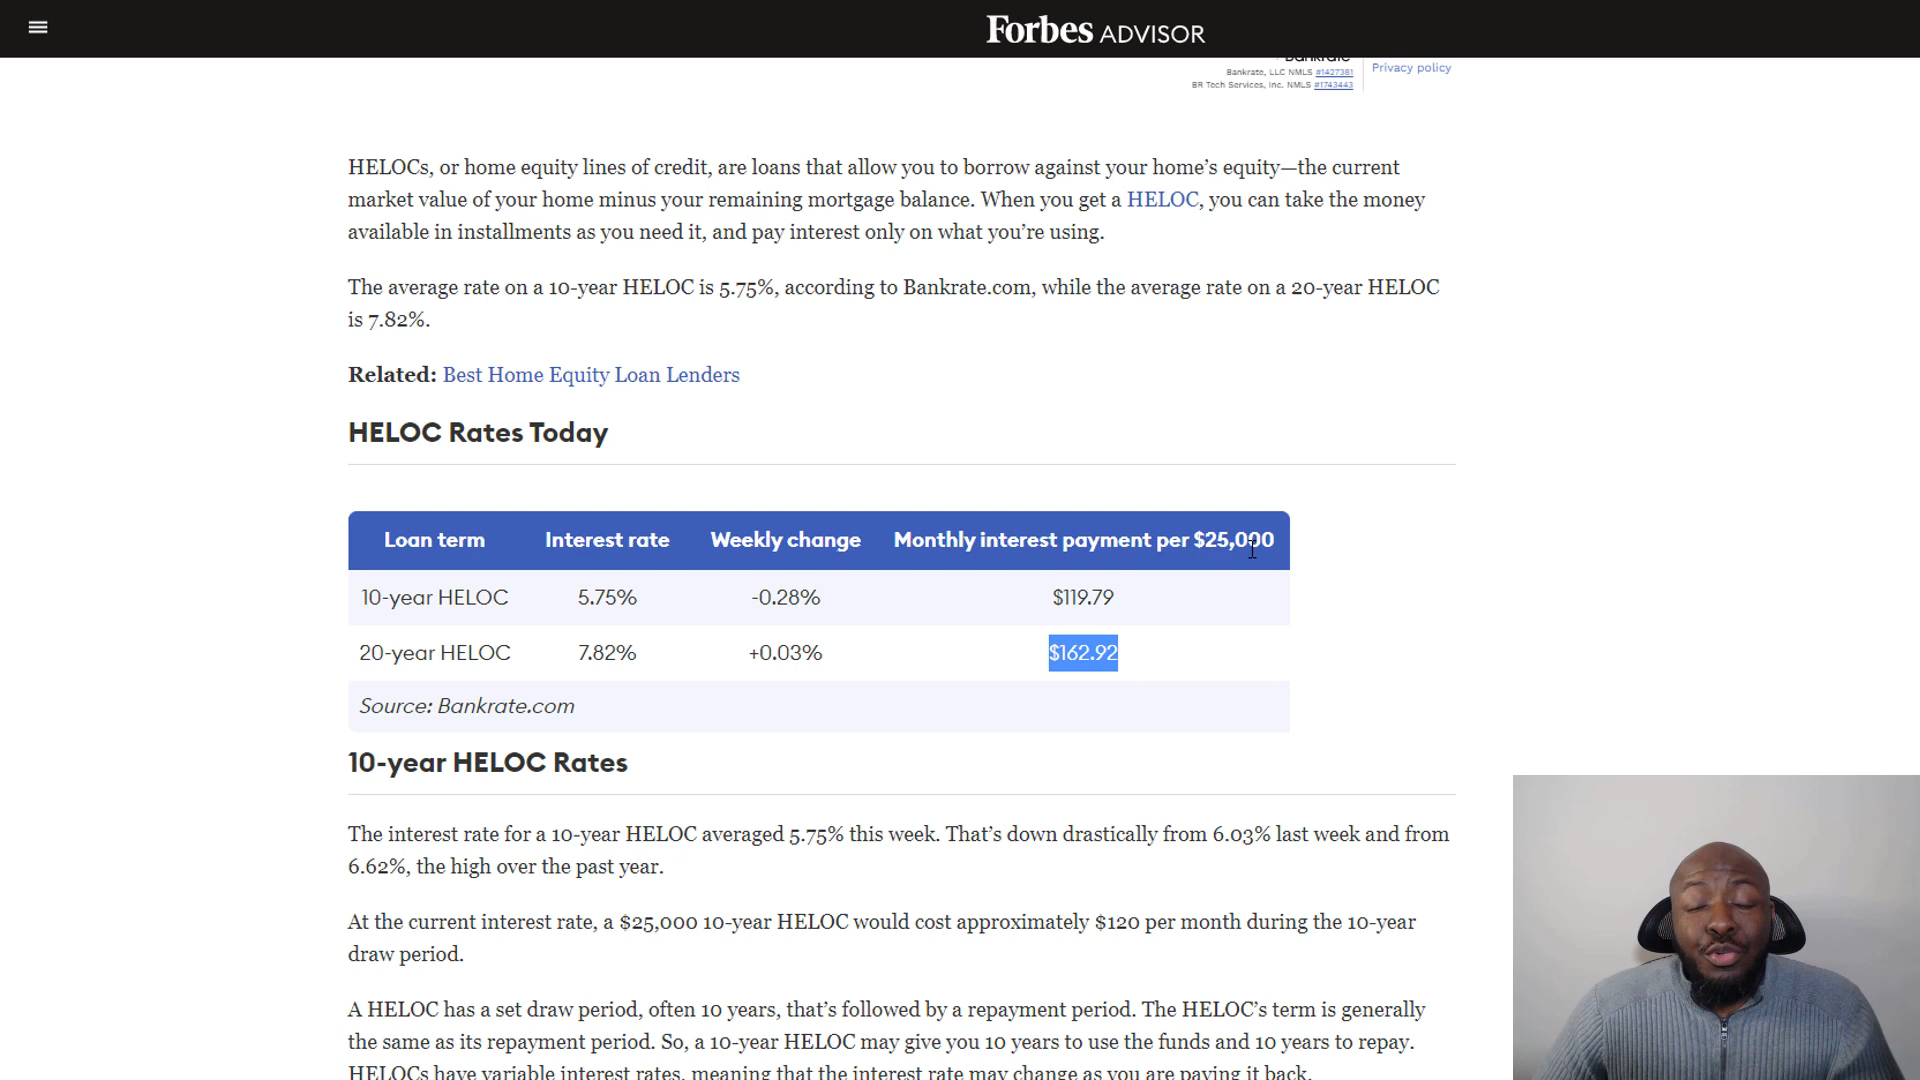 Forbes ADVISOR
Bankrate
Bankrate, LLC NMLS #1427381
BR Tech Services, Inc. NMLS #1743443
Privacy policy
HELOCs, or home equity lines of credit, are loans that allow you to borrow against your home’s equity—the current
market value of your home minus your remaining mortgage balance. When you get a HELOC, you can take the money
available in installments as you need it, and pay interest only on what you’re using.
The average rate on a 10-year HELOC is 5.75%, according to Bankrate.com, while the average rate on a 20-year HELOC
is 7.82%.
Related: Best Home Equity Loan Lenders
HELOC Rates Today
Loan term Interest rate Weekly change Monthly interest payment per $25,000
10-year HELOC 5.75% -0.28% $119.79
20-year HELOC 7.82% +0.03% $162.92
Source: Bankrate.com
10-year HELOC Rates
The interest rate for a 10-year HELOC averaged 5.75% this week. That’s down drastically from 6.03% last week and from
6.62%, the high over the past year.
At the current interest rate, a $25,000 10-year HELOC would cost approximately $120 per month during the 10-year
draw period.
A HELOC has a set draw period, often 10 years, that’s followed by a repayment period. The HELOC’s term is generally
the same as its repayment period. So, a 10-year HELOC may give you 10 years to use the funds and 10 years to repay.
HELOCs have variable interest rates, meaning that the interest rate may change as you are paying it back.